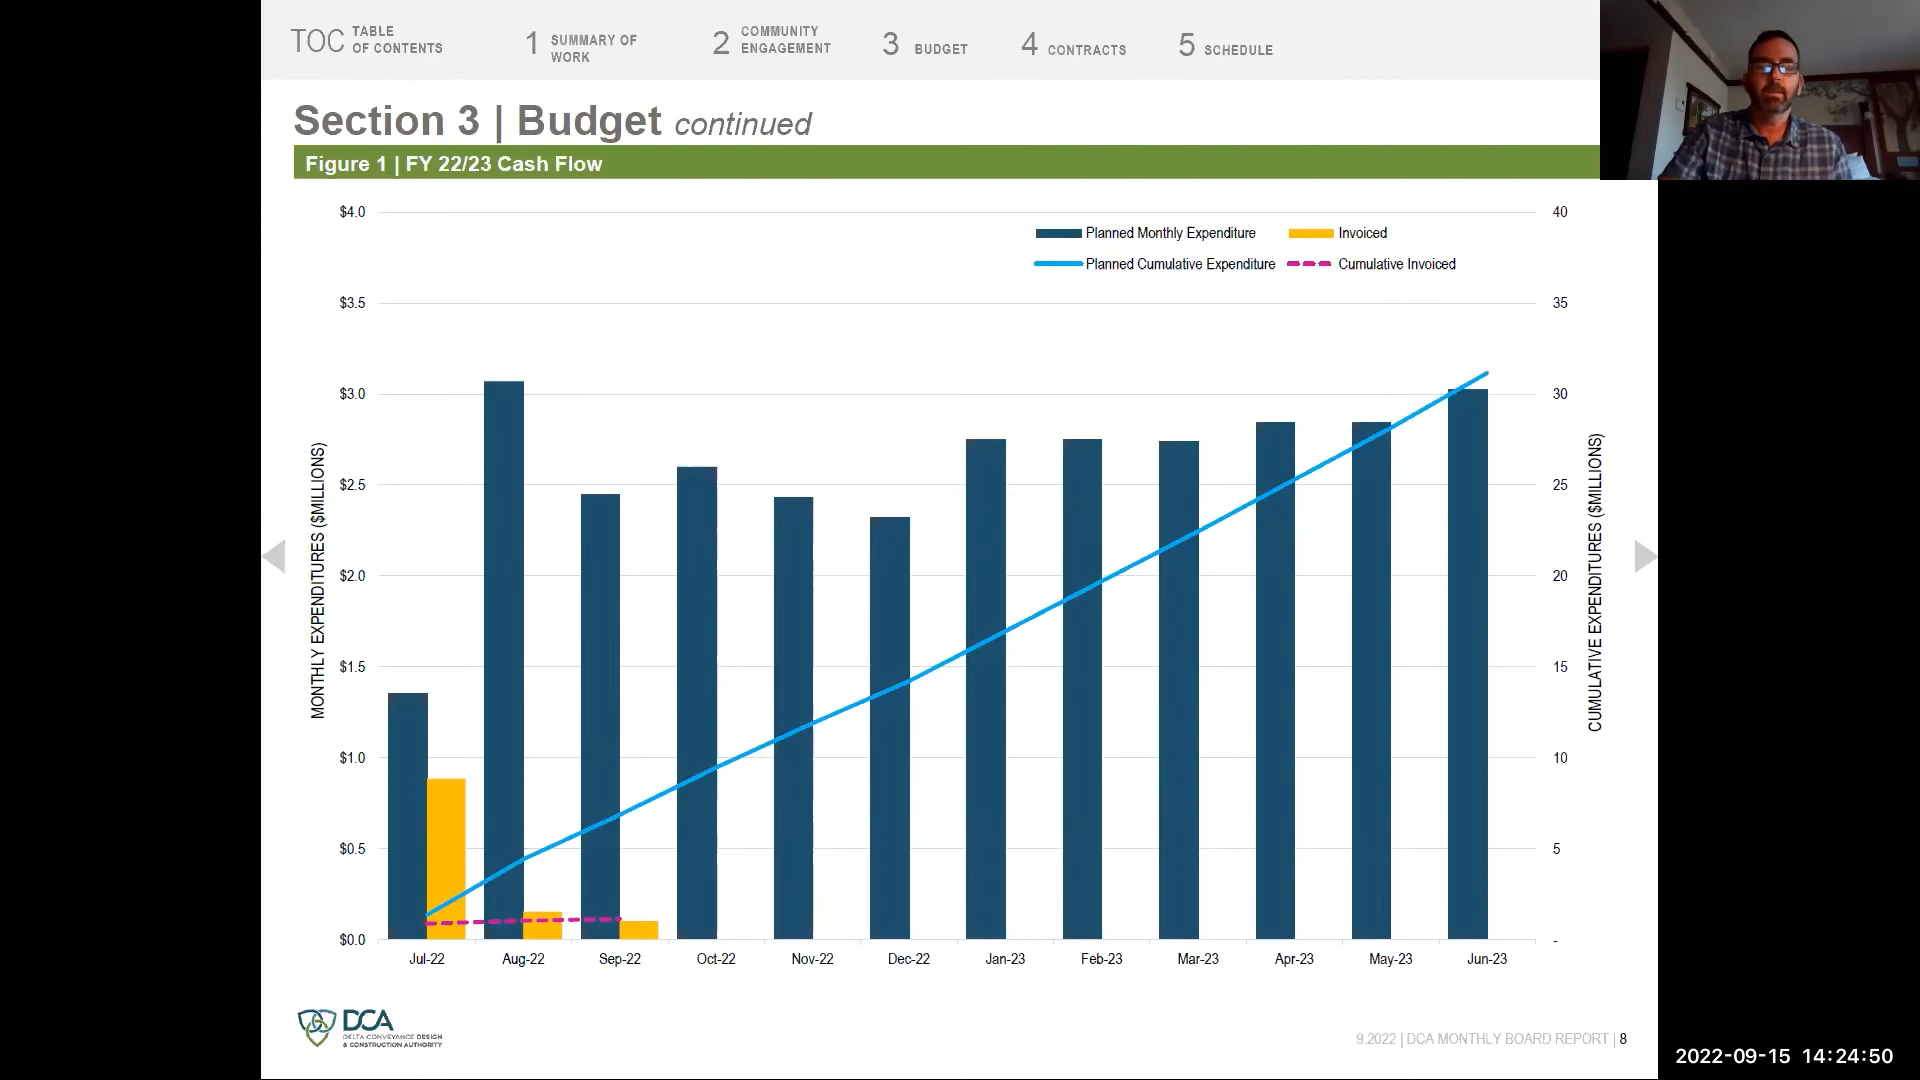 TOC TABLE OF CONTENTS
1 SUMMARY OF WORK
2 COMMUNITY ENGAGEMENT
3 BUDGET
4 CONTRACTS
5 SCHEDULE
Section 3 | Budget continued
Figure 1 | FY 22/23 Cash Flow
Planned Monthly Expenditure
Invoiced
Planned Cumulative Expenditure
Cumulative Invoiced
MONTHLY EXPENDITURES ($MILLIONS)
$4.0
$3.5
$3.0
$2.5
$2.0
$1.5
$1.0
$0.5
$0.0
40
35
30
25
20
15
10
5
-
CUMULATIVE EXPENDITURES ($MILLIONS)
Jul-22 Aug-22 Sep-22 Oct-22 Nov-22 Dec-22 Jan-23 Feb-23 Mar-23 Apr-23 May-23 Jun-23
DCA
DELTA CONVEYANCE DESIGN
& CONSTRUCTION AUTHORITY
9.2022 | DCA MONTHLY BOARD REPORT | 8
2022-09-15 14:24:50